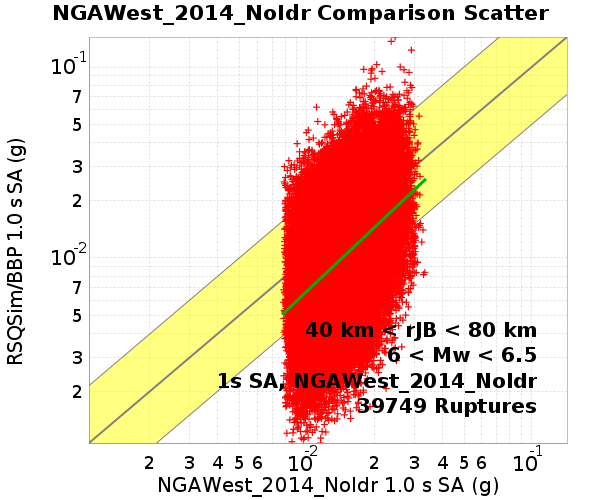 NGAWest_2014_NoIdr Comparison Scatter
10-1
7
5
3
2
10-2
7
5
3
2
RSQSim/BBP 1.0 s SA (g)
40 km < rJB < 80 km
6 < Mw < 6.5
1s SA, NGAWest_2014_NoIdr
39749 Ruptures
2 3 4 5 6 10-2 2 3 4 5 6 10-1
NGAWest_2014_NoIdr 1.0 s SA (g)